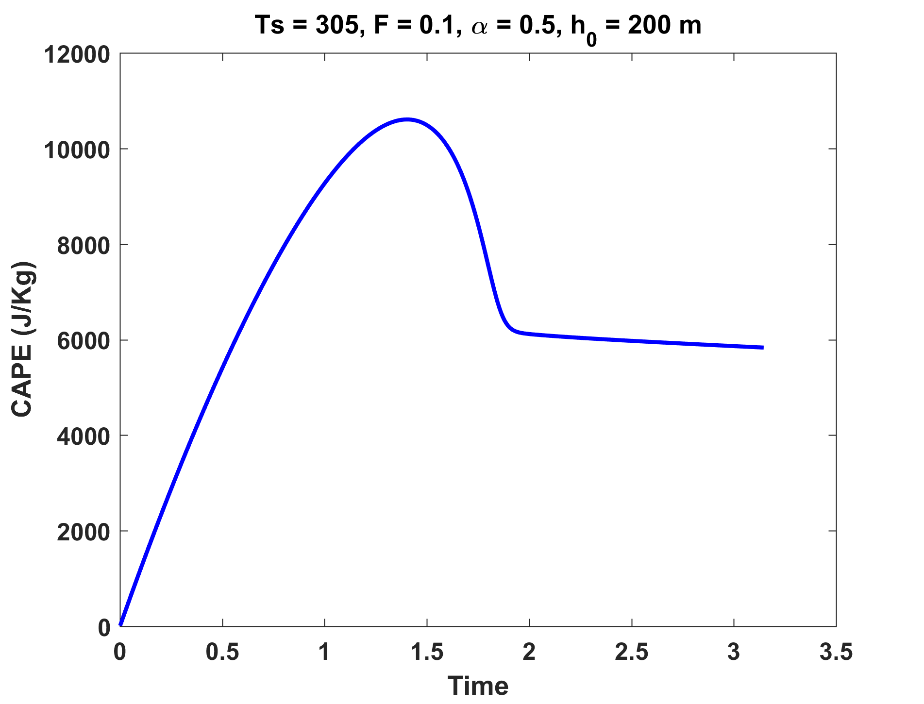 Ts = 305, F = 0.1, α = 0.5, h₀ = 200 m
12000
10000
8000
6000
4000
2000
0
CAPE (J/Kg)
0 0.5 1 1.5 2 2.5 3 3.5
Time